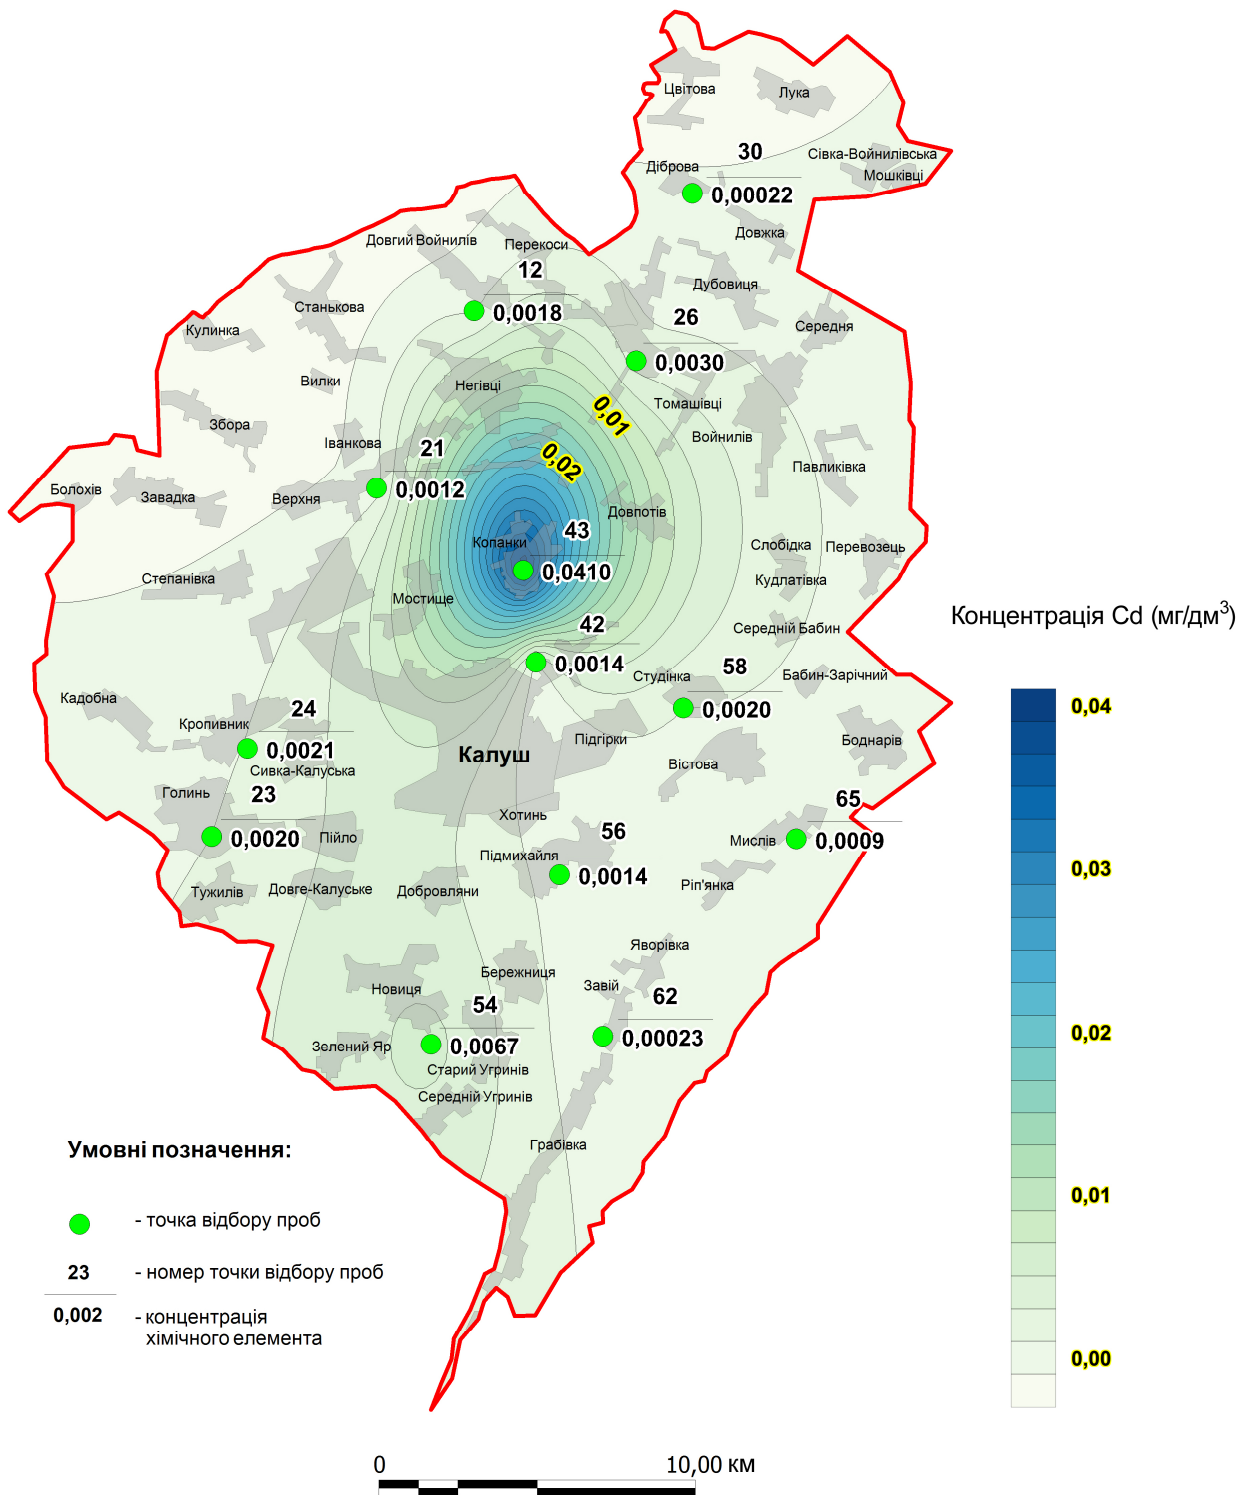 Цвітова
Лука
30
Сівка-Войнилівська
Діброва
Мошківці
0,00022
Довжка
Довгий Войнилів
Перекоси
12
Дубовиця
Станькова
0,0018
26
Середня
Кулинка
0,0030
Вилки
Негівці
Томашівці
0,01
Збора
Войнилів
Іванкова
21
0,02
Павликівка
Болохів
Завадка
Верхня
0,0012
Довпотів
43
Копанки
Слобідка
Перевозець
0,0410
Степанівка
Кудлатівка
Мостище
42
Середній Бабин
0,0014
58
Студінка
Бабин-Зарічний
Кадобна
24
0,0020
Кропивник
0,0021
Калуш
Підгірки
Боднарів
Сивка-Калуська
Вістова
Голинь
23
65
Хотинь
0,0020
Пійло
56
Мислів
0,0009
Підмихайля
0,0014
Ріп'янка
Тужилів
Довге-Калуське
Добровляни
Яворівка
Бережниця
Завій
Новиця
54
62
Зелений Яр
0,0067
0,00023
Старий Угринів
Середній Угринів
Грабівка
Концентрація Cd (мг/дм³)
0,04
0,03
0,02
0,01
0,00
Умовні позначення:
- точка відбору проб
23 - номер точки відбору проб
0,002 - концентрація
хімічного елемента
0 10,00 км